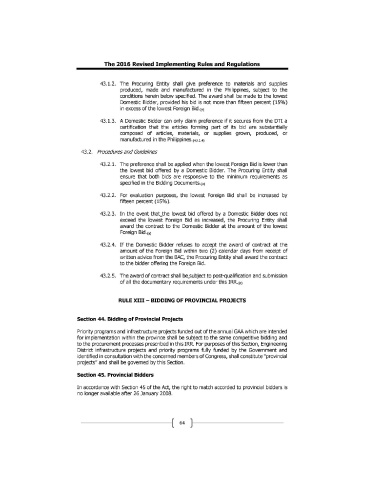 The 2016 Revised Implementing Rules and Regulations
43.1.2. The Procuring Entity shall give preference to materials and supplies
produced, made and manufactured in the Philippines, subject to the
conditions herein below specified. The award shall be made to the lowest
Domestic Bidder, provided his bid is not more than fifteen percent (15%)
in excess of the lowest Foreign Bid.(a)
43.1.3. A Domestic Bidder can only claim preference if it secures from the DTI a
certification that the articles forming part of its bid are substantially
composed of articles, materials, or supplies grown, produced, or
manufactured in the Philippines.(43.1.4)
43.2. Procedures and Guidelines
43.2.1. The preference shall be applied when the lowest Foreign Bid is lower than
the lowest bid offered by a Domestic Bidder. The Procuring Entity shall
ensure that both bids are responsive to the minimum requirements as
specified in the Bidding Documents.(a)
43.2.2. For evaluation purposes, the lowest Foreign Bid shall be increased by
fifteen percent (15%).
43.2.3. In the event that the lowest bid offered by a Domestic Bidder does not
exceed the lowest Foreign Bid as increased, the Procuring Entity shall
award the contract to the Domestic Bidder at the amount of the lowest
Foreign Bid.(a)
43.2.4. If the Domestic Bidder refuses to accept the award of contract at the
amount of the Foreign Bid within two (2) calendar days from receipt of
written advice from the BAC, the Procuring Entity shall award the contract
to the bidder offering the Foreign Bid.
43.2.5. The award of contract shall be subject to post-qualification and submission
of all the documentary requirements under this IRR.(a)
RULE XIII – BIDDING OF PROVINCIAL PROJECTS
Section 44. Bidding of Provincial Projects
Priority programs and infrastructure projects funded out of the annual GAA which are intended
for implementation within the province shall be subject to the same competitive bidding and
to the procurement processes prescribed in this IRR. For purposes of this Section, Engineering
District infrastructure projects and priority programs fully funded by the Government and
identified in consultation with the concerned members of Congress, shall constitute "provincial
projects" and shall be governed by this Section.
Section 45. Provincial Bidders
In accordance with Section 45 of the Act, the right to match accorded to provincial bidders is
no longer available after 26 January 2008.
64